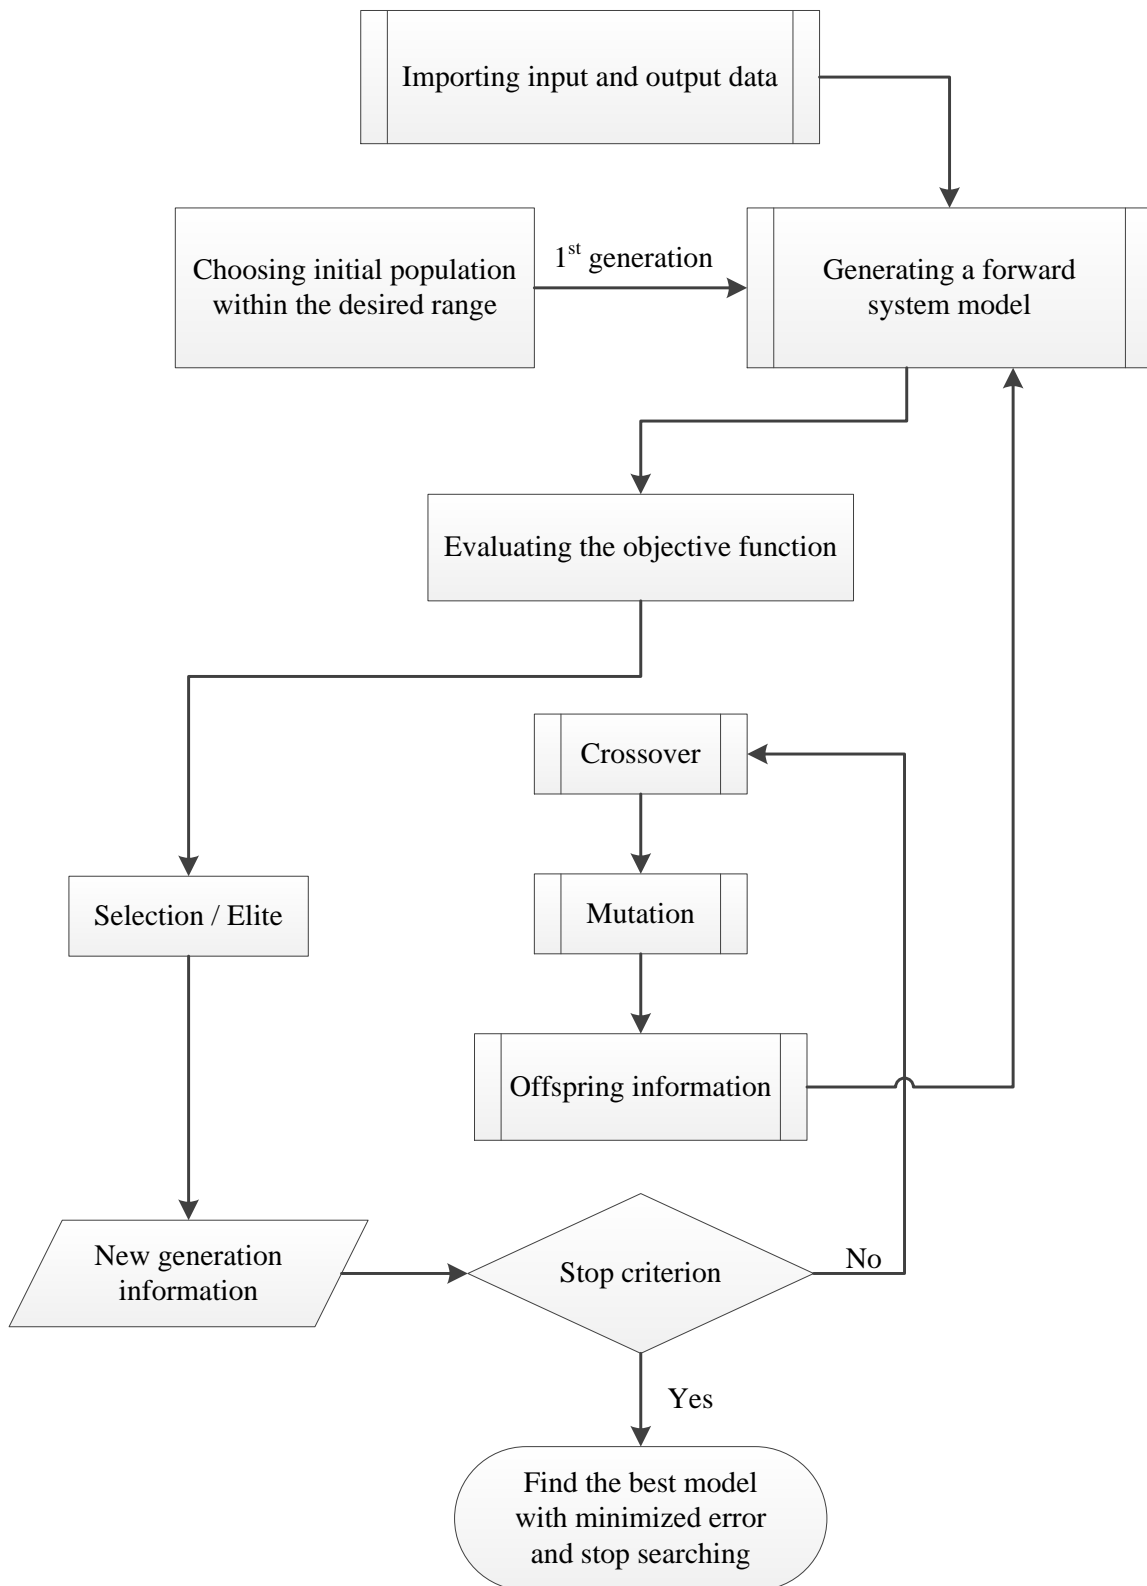 Importing input and output data
Choosing initial population
within the desired range
1st generation
Generating a forward
system model
Evaluating the objective function
Crossover
Selection / Elite
Mutation
Offspring information
New generation
information
Stop criterion
No
Yes
Find the best model
with minimized error
and stop searching